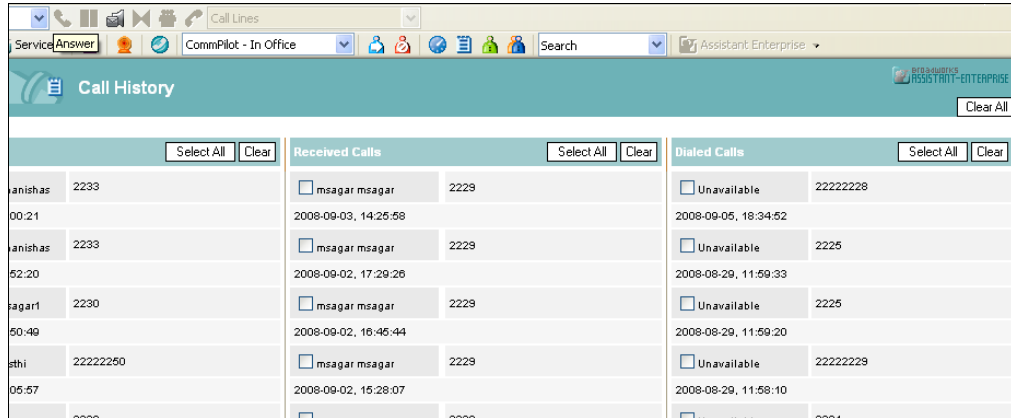 Call Lines
Service Answer CommPilot - In Office Search Assistant Enterprise
Call History
BROADWORKS
ASSISTANT-ENTERPRISE
Clear All
Select All Clear Received Calls Select All Clear Dialed Calls Select All Clear
anishas 2233 msagar msagar 2229 Unavailable 22222228
00:21 2008-09-03, 14:25:58 2008-09-05, 18:34:52
anishas 2233 msagar msagar 2229 Unavailable 2225
52:20 2008-09-02, 17:29:26 2008-08-29, 11:59:33
sagar1 2230 msagar msagar 2229 Unavailable 2225
50:49 2008-09-02, 16:45:44 2008-08-29, 11:59:20
sthi 22222250 msagar msagar 2229 Unavailable 22222229
05:57 2008-09-02, 15:28:07 2008-08-29, 11:58:10